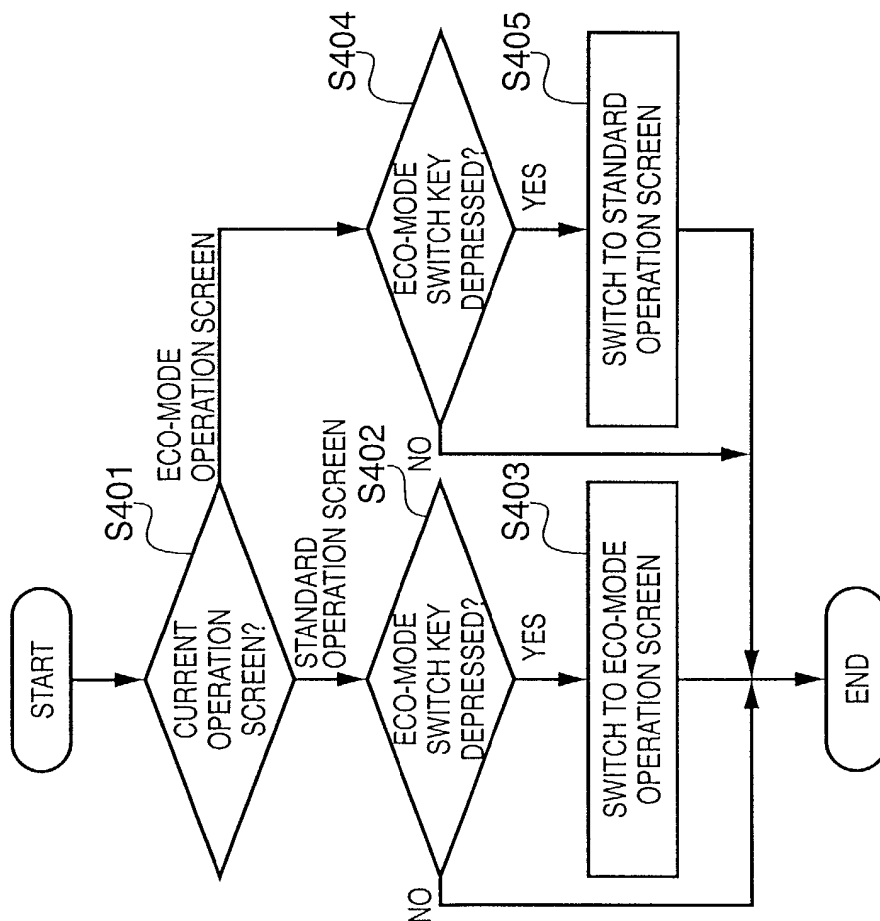 START
S401
CURRENT
OPERATION
SCREEN?
ECO-MODE
OPERATION SCREEN
STANDARD
OPERATION SCREEN
S402
ECO-MODE
SWITCH KEY
DEPRESSED?
NO
YES
S403
SWITCH TO ECO-MODE
OPERATION SCREEN
S404
ECO-MODE
SWITCH KEY
DEPRESSED?
NO
YES
S405
SWITCH TO STANDARD
OPERATION SCREEN
END